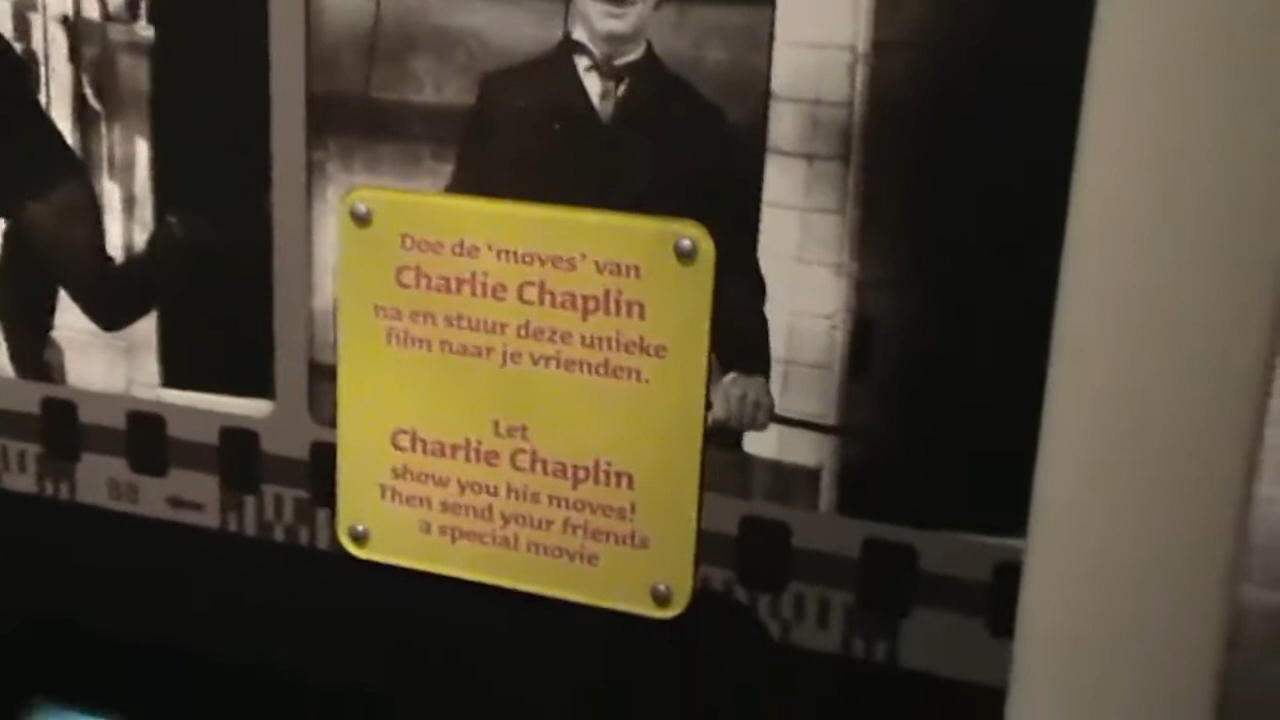 Doe de 'moves' van
Charlie Chaplin
na en stuur deze unieke
film naar je vrienden.
Let
Charlie Chaplin
show you his moves!
Then send your friends
a special movie